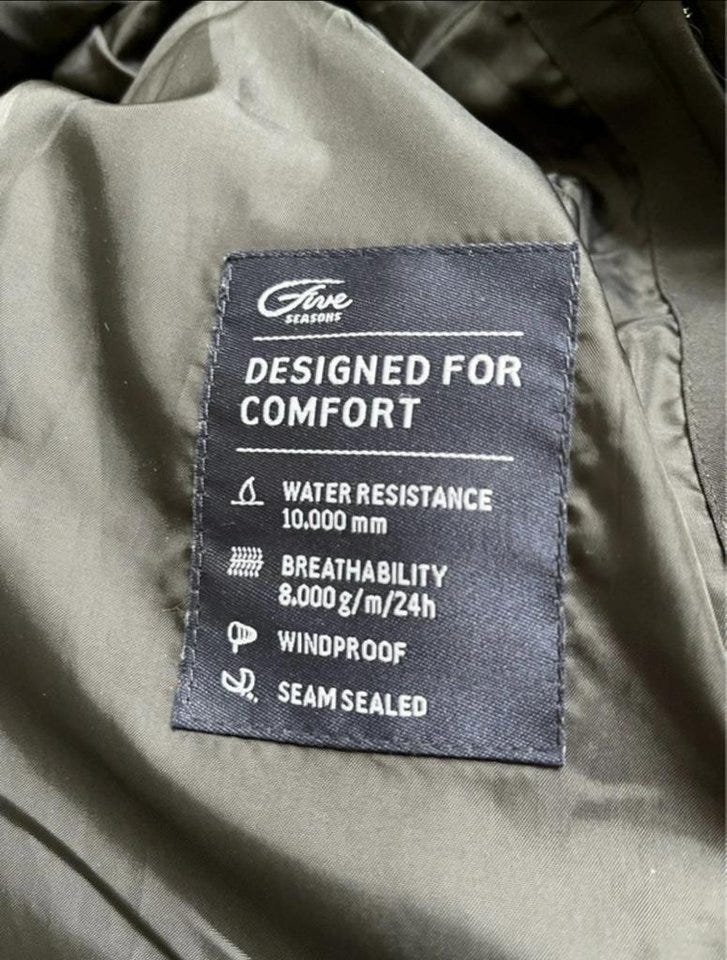 Five
SEASONS
DESIGNED FOR
COMFORT
WATER RESISTANCE
10.000 mm
BREATHABILITY
8.000 g/m/24h
WINDPROOF
SEAM SEALED